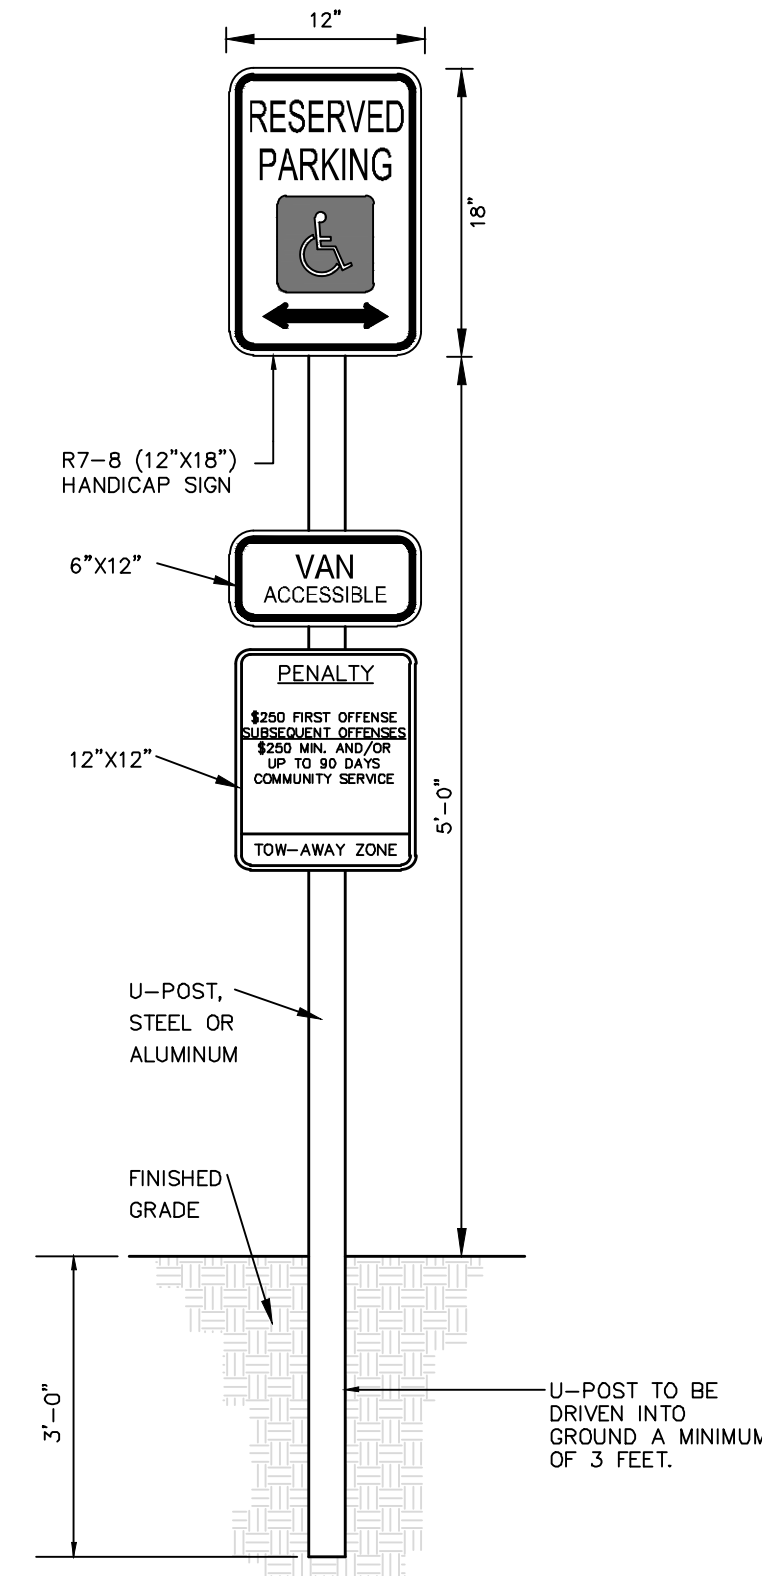 12"
RESERVED
PARKING
18"
R7-8 (12"X18")
HANDICAP SIGN
6"X12"
VAN
ACCESSIBLE
PENALTY
$250 FIRST OFFENSE
SUBSEQUENT OFFENSES
$250 MIN. AND/OR
UP TO 90 DAYS
COMMUNITY SERVICE
12"X12"
5'-0"
TOW-AWAY ZONE
U-POST,
STEEL OR
ALUMINUM
FINISHED
GRADE
3'-0"
U-POST TO BE
DRIVEN INTO
GROUND A MINIMUM
OF 3 FEET.